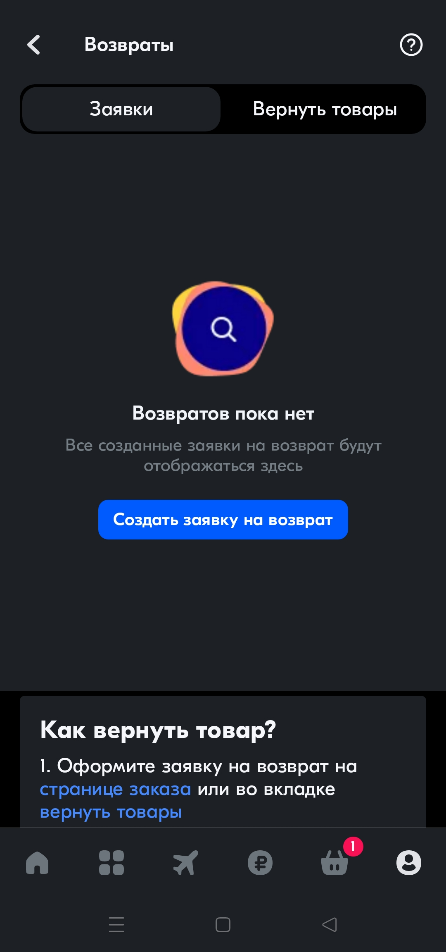 Возвраты
Заявки
Вернуть товары
Возвратов пока нет
Все созданные заявки на возврат будут
отображаться здесь
Создать заявку на возврат
Как вернуть товар?
1. Оформите заявку на возврат на
странице заказа или во вкладке
вернуть товары
1